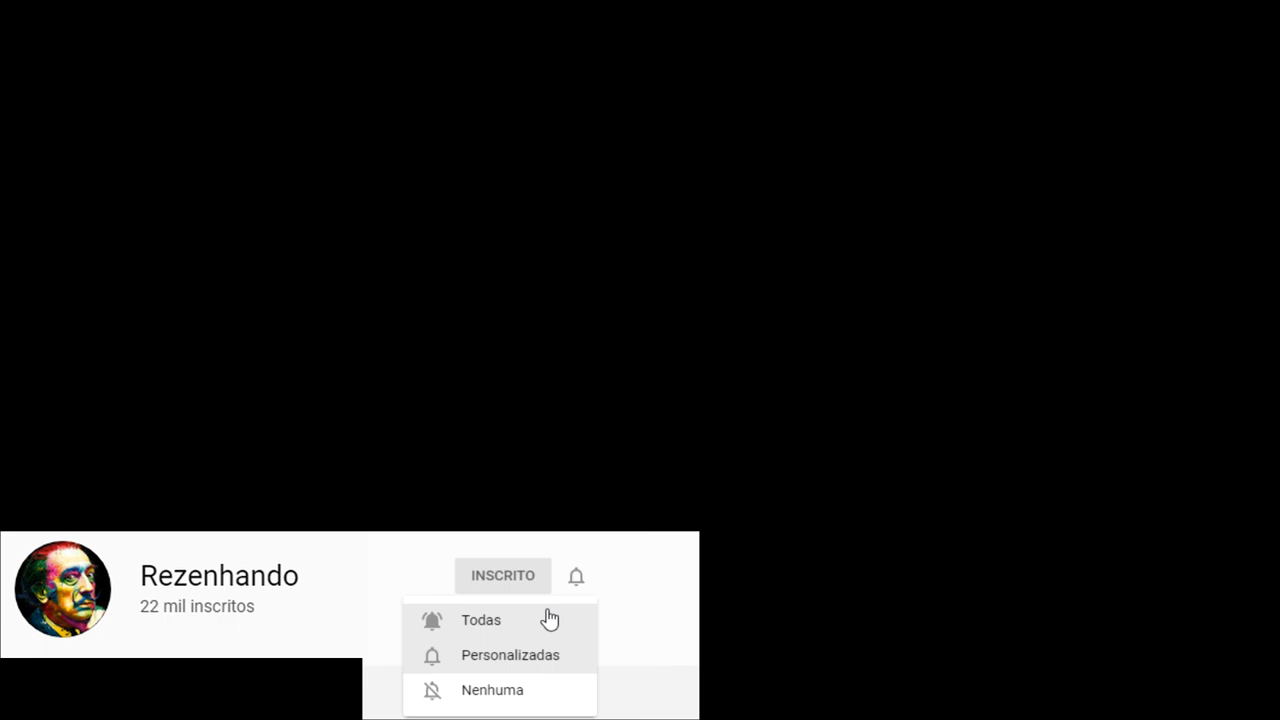 Rezenhando
22 mil inscritos
INSCRITO
Todas
Personalizadas
Nenhuma